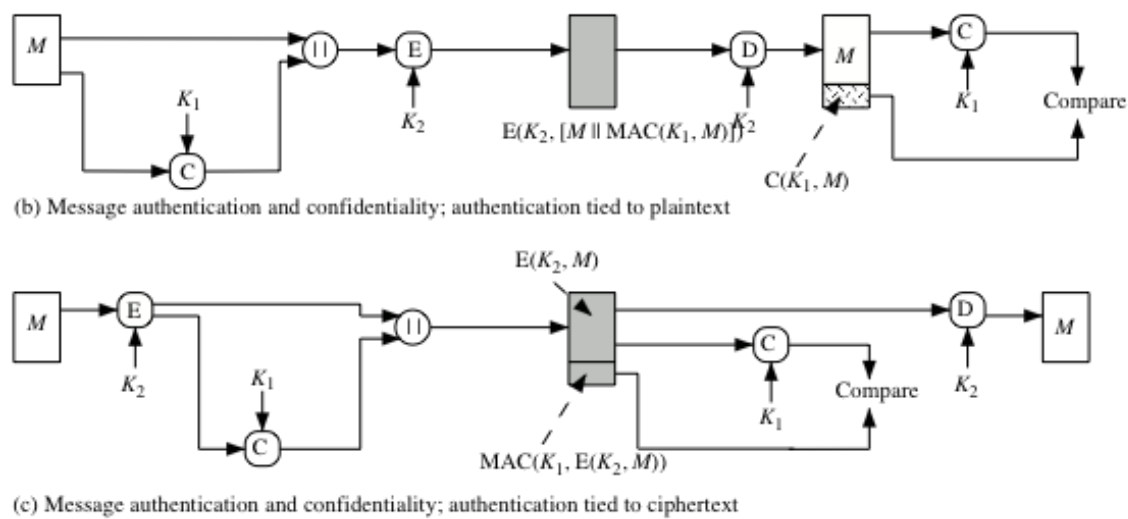 M
||
E
D
M
C
K₁
K₂
K₂
K₁
Compare
E(K₂, [M || MAC(K₁, M)])
C
C(K₁, M)
(b) Message authentication and confidentiality; authentication tied to plaintext
E(K₂, M)
M
E
||
D
M
C
K₂
K₁
K₂
Compare
K₁
C
MAC(K₁, E(K₂, M))
(c) Message authentication and confidentiality; authentication tied to ciphertext